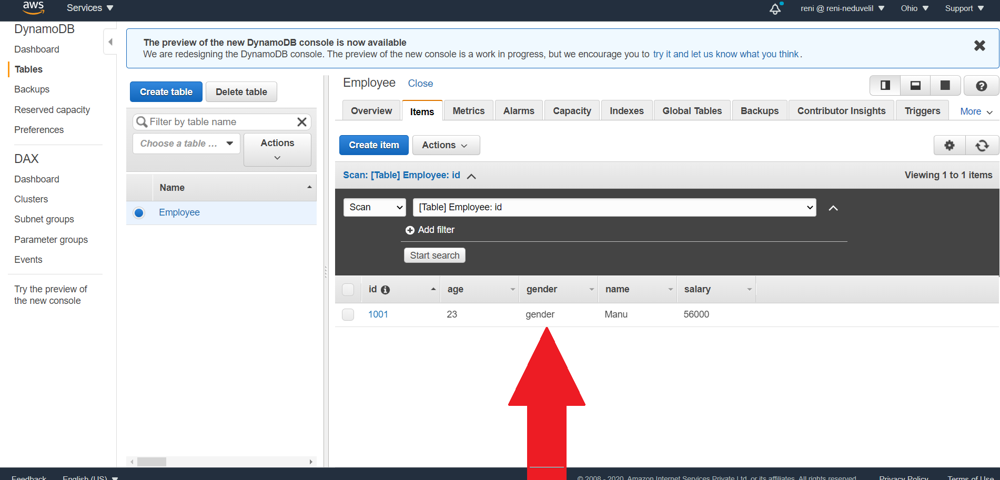 aws
Services
reni @ reni-neduvelil
Ohio
Support
DynamoDB
Dashboard
Tables
Backups
Reserved capacity
Preferences
DAX
Dashboard
Clusters
Subnet groups
Parameter groups
Events
Try the preview of
the new console
The preview of the new DynamoDB console is now available
We are redesigning the DynamoDB console. The preview of the new console is a work in progress, but we encourage you to try it and let us know what you think.
Create table
Delete table
Filter by table name
Choose a table ...
Actions
Name
Employee
Employee Close
Overview
Items
Metrics
Alarms
Capacity
Indexes
Global Tables
Backups
Contributor Insights
Triggers
More
Create item
Actions
Scan: [Table] Employee: id
Viewing 1 to 1 items
Scan
[Table] Employee: id
Add filter
Start search
id age gender name salary
1001 23 gender Manu 56000
Feedback
English (US)
© 2008 - 2020, Amazon Internet Services Private Ltd. or its affiliates. All rights reserved.
Privacy Policy
Terms of Use